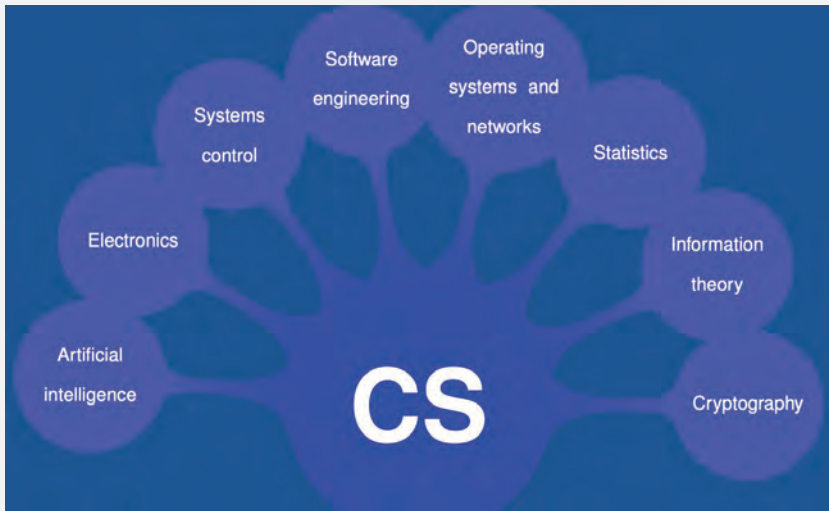 Software
engineering
Operating
systems and
networks
Systems
control
Statistics
Electronics
Information
theory
Artificial
intelligence
Cryptography
CS